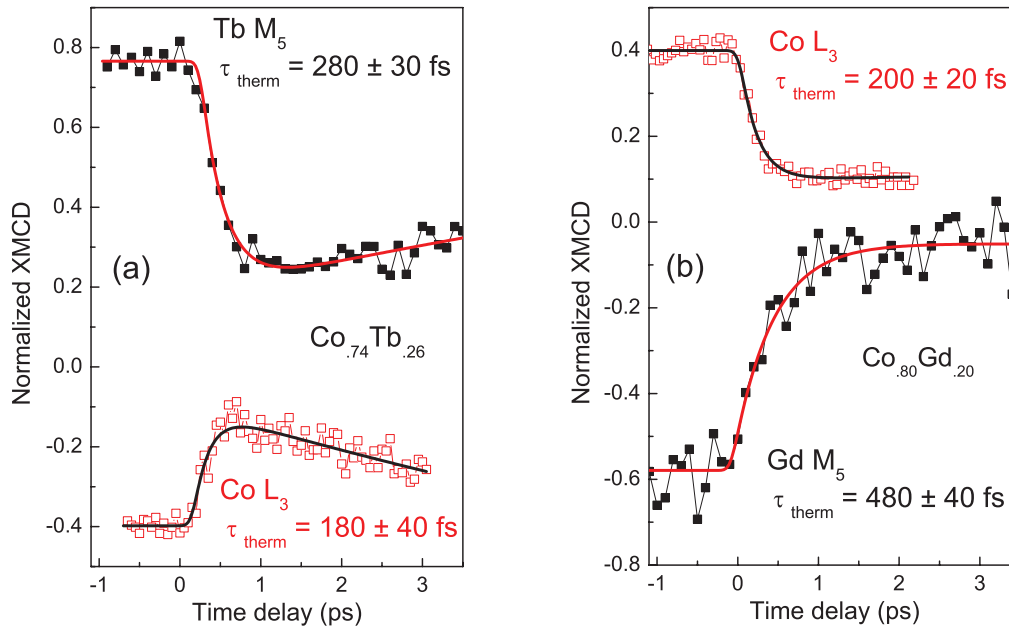 Tb M5
τ therm = 280 ± 30 fs
(a)
Co.74Tb.26
Co L3
τ therm = 180 ± 40 fs
Normalized XMCD
0.8
0.6
0.4
0.2
0.0
-0.2
-0.4
-1
0
1
2
3
Time delay (ps)
Co L3
τ therm = 200 ± 20 fs
(b)
Co.80Gd.20
Gd M5
τ therm = 480 ± 40 fs
Normalized XMCD
0.4
0.2
0.0
-0.2
-0.4
-0.6
-0.8
-1
0
1
2
3
Time delay (ps)